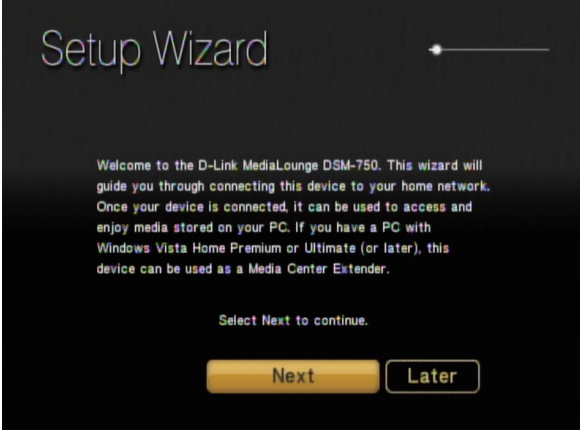 Setup Wizard
Welcome to the D-Link MediaLounge DSM-750. This wizard will
guide you through connecting this device to your home network.
Once your device is connected, it can be used to access and
enjoy media stored on your PC. If you have a PC with
Windows Vista Home Premium or Ultimate (or later), this
device can be used as a Media Center Extender.
Select Next to continue.
Next
Later